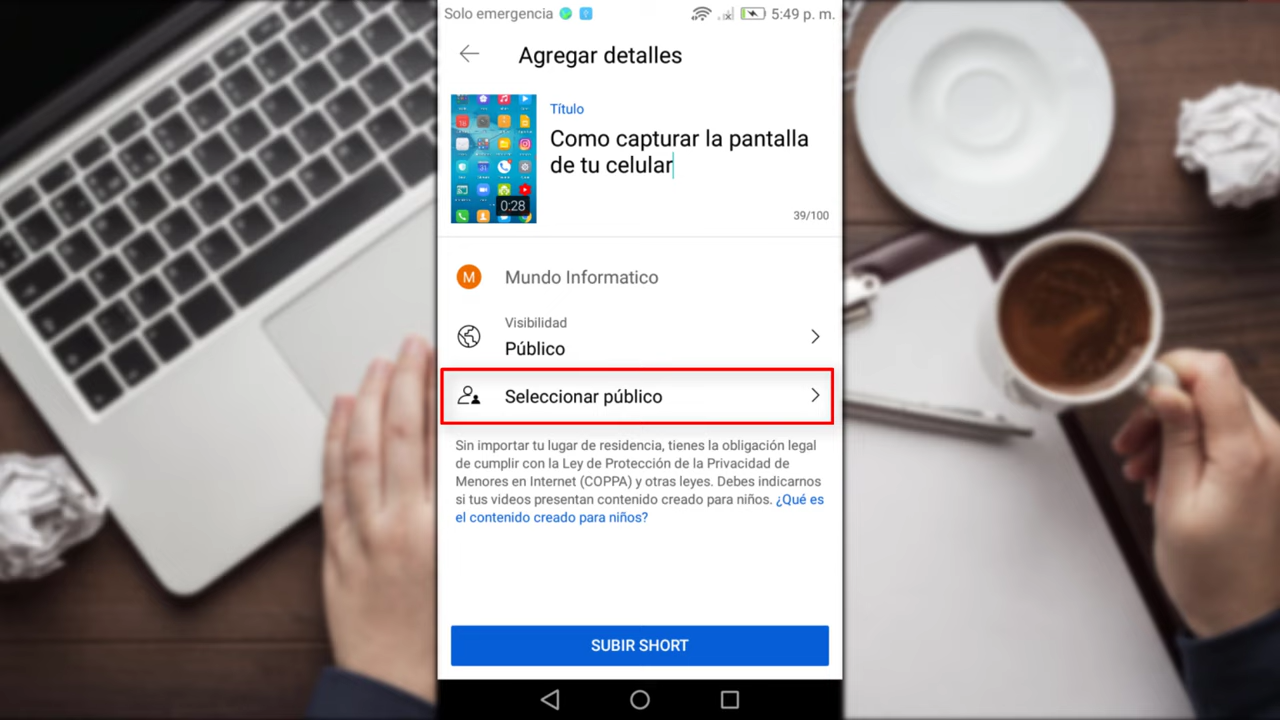 Solo emergencia
5:49 p. m.
Agregar detalles
Título
Como capturar la pantalla
de tu celular
0:28
39/100
M
Mundo Informatico
Visibilidad
Público
Seleccionar público
Sin importar tu lugar de residencia, tienes la obligación legal
de cumplir con la Ley de Protección de la Privacidad de
Menores en Internet (COPPA) y otras leyes. Debes indicarnos
si tus videos presentan contenido creado para niños. ¿Qué es
el contenido creado para niños?
SUBIR SHORT